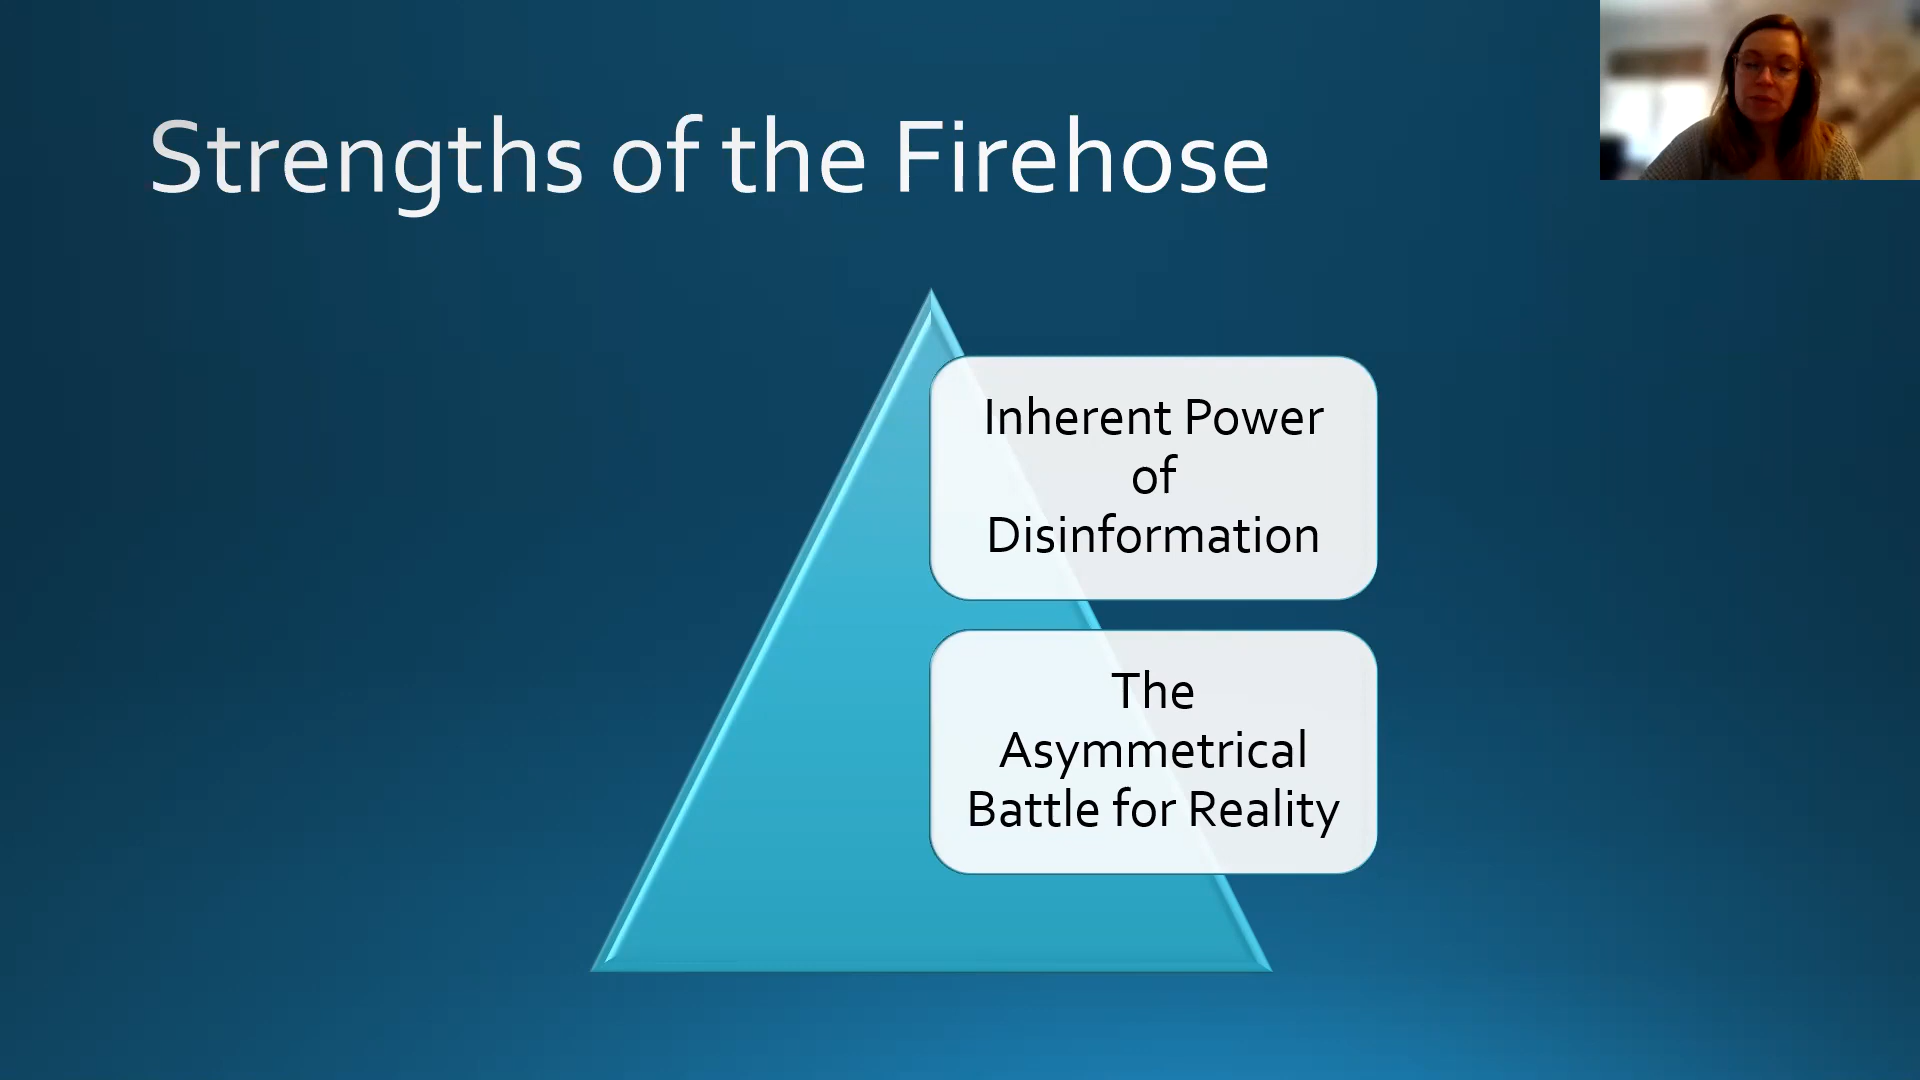 Strengths of the Firehose
Inherent Power
of
Disinformation
The
Asymmetrical
Battle for Reality